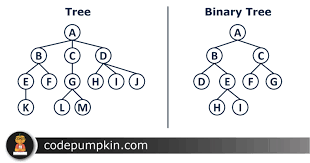 Tree Binary Tree
A A
B C D B C
E F G H I J D E F G
K L M H I
codepumpkin.com